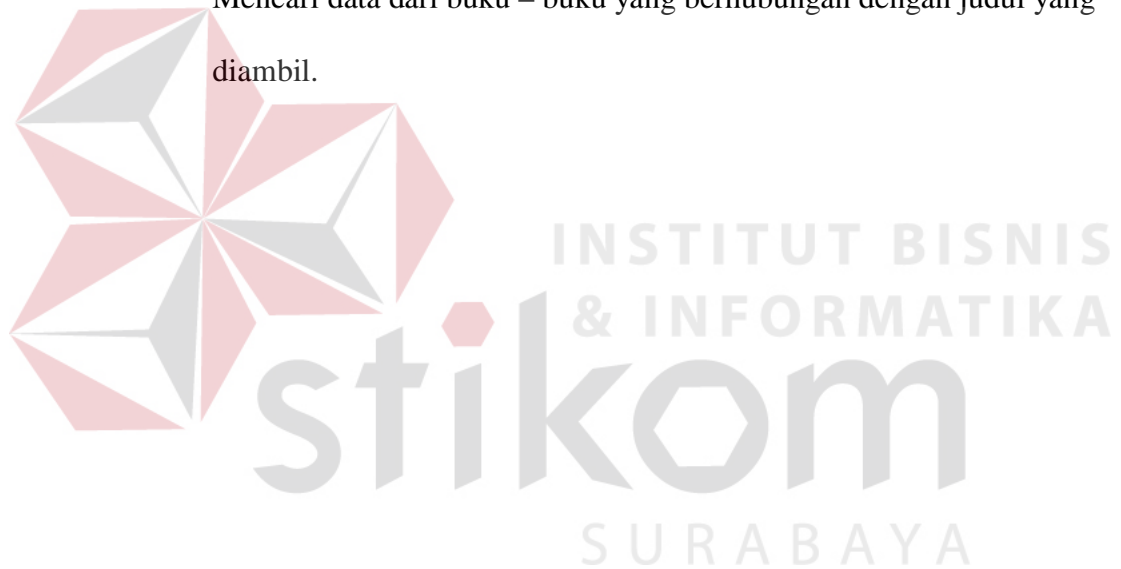 Mencari data dari buku – buku yang berhubungan dengan judul yang
diambil.
INSTITUT BISNIS
& INFORMATIKA
stikom
SURABAYA